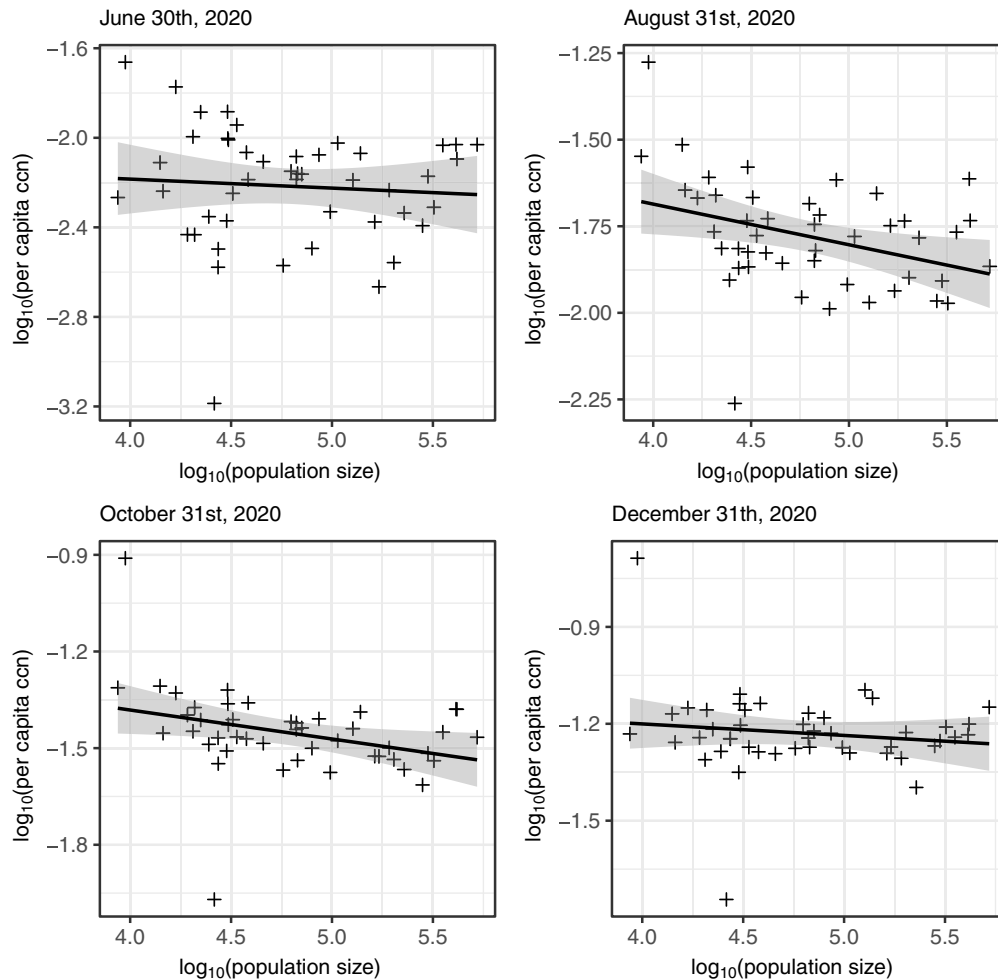 June 30th, 2020
−1.6
−2.0
−2.4
−2.8
−3.2
log₁₀(per capita ccn)
4.0 4.5 5.0 5.5
log₁₀(population size)
August 31st, 2020
−1.25
−1.50
−1.75
−2.00
−2.25
log₁₀(per capita ccn)
4.0 4.5 5.0 5.5
log₁₀(population size)
October 31st, 2020
−0.9
−1.2
−1.5
−1.8
log₁₀(per capita ccn)
4.0 4.5 5.0 5.5
log₁₀(population size)
December 31th, 2020
−0.9
−1.2
−1.5
log₁₀(per capita ccn)
4.0 4.5 5.0 5.5
log₁₀(population size)